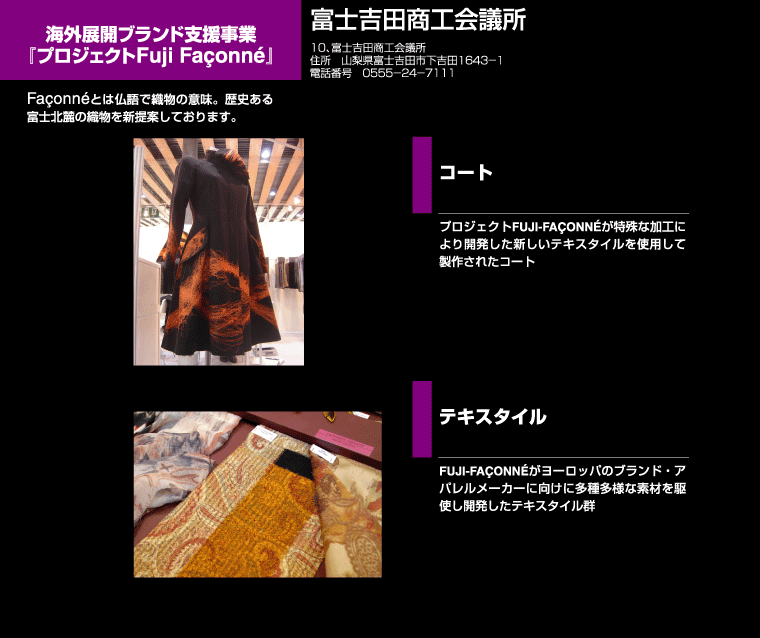 海外展開ブランド支援事業
『プロジェクトFuji Façonné』
富士吉田商工会議所
10、富士吉田商工会議所
住所　山梨県富士吉田市下吉田1643−1
電話番号　0555−24−7111
Façonnéとは仏語で織物の意味。歴史ある
富士北麓の織物を新提案しております。
コート
プロジェクトFUJI-FAÇONNÉが特殊な加工に
より開発した新しいテキスタイルを使用して
製作されたコート
テキスタイル
FUJI-FAÇONNÉがヨーロッパのブランド・ア
パレルメーカーに向けに多種多様な素材を駆
使し開発したテキスタイル群